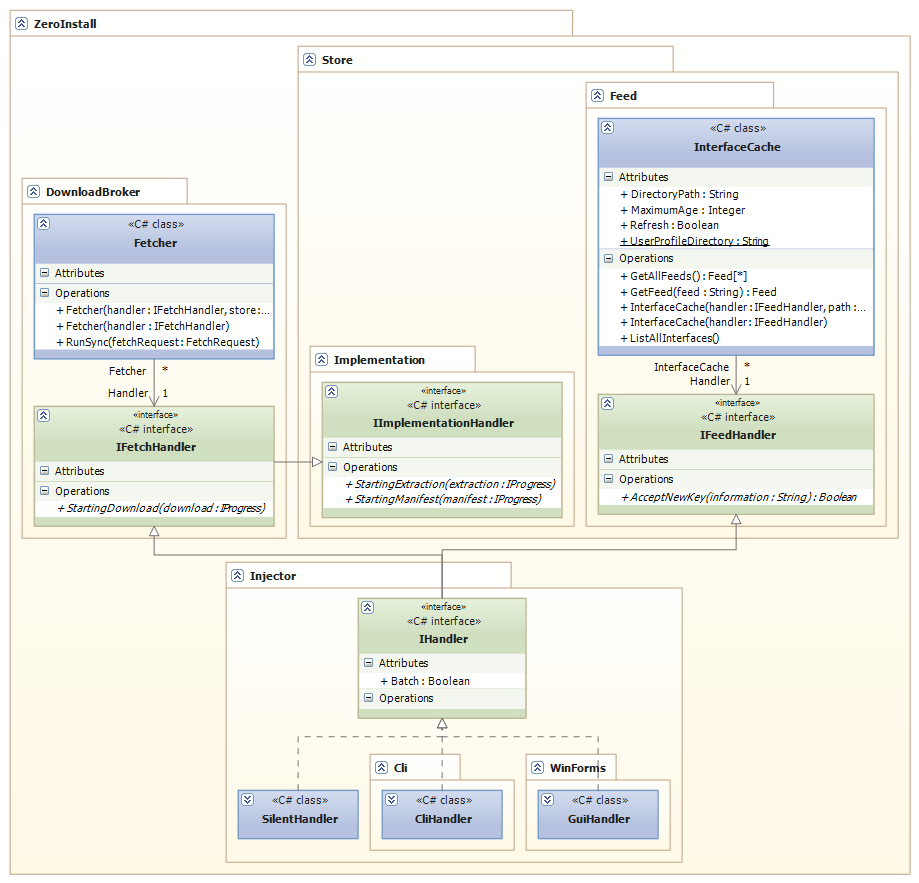 ZeroInstall
Store
Feed
«C# class»
InterfaceCache
Attributes
+ DirectoryPath : String
+ MaximumAge : Integer
+ Refresh : Boolean
+ UserProfileDirectory : String
Operations
+ GetAllFeeds() : Feed[*]
+ GetFeed(feed : String) : Feed
+ InterfaceCache(handler : IFeedHandler, path : ...
+ InterfaceCache(handler: IFeedHandler)
+ ListAllInterfaces()
InterfaceCache *
Handler 1
«interface»
«C# interface»
IFeedHandler
Attributes
Operations
+ AcceptNewKey(information : String) : Boolean
DownloadBroker
«C# class»
Fetcher
Attributes
Operations
+ Fetcher(handler : IFetchHandler, store : ...
+ Fetcher(handler : IFetchHandler)
+ RunSync(fetchRequest : FetchRequest)
Fetcher *
Handler 1
«interface»
«C# interface»
IFetchHandler
Attributes
Operations
+ StartingDownload(download : IProgress)
Implementation
«interface»
«C# interface»
IImplementationHandler
Attributes
Operations
+ StartingExtraction(extraction : IProgress)
+ StartingManifest(manifest : IProgress)
Injector
«interface»
«C# interface»
IHandler
Attributes
+ Batch : Boolean
Operations
«C# class»
SilentHandler
Cli
«C# class»
CliHandler
WinForms
«C# class»
GuiHandler